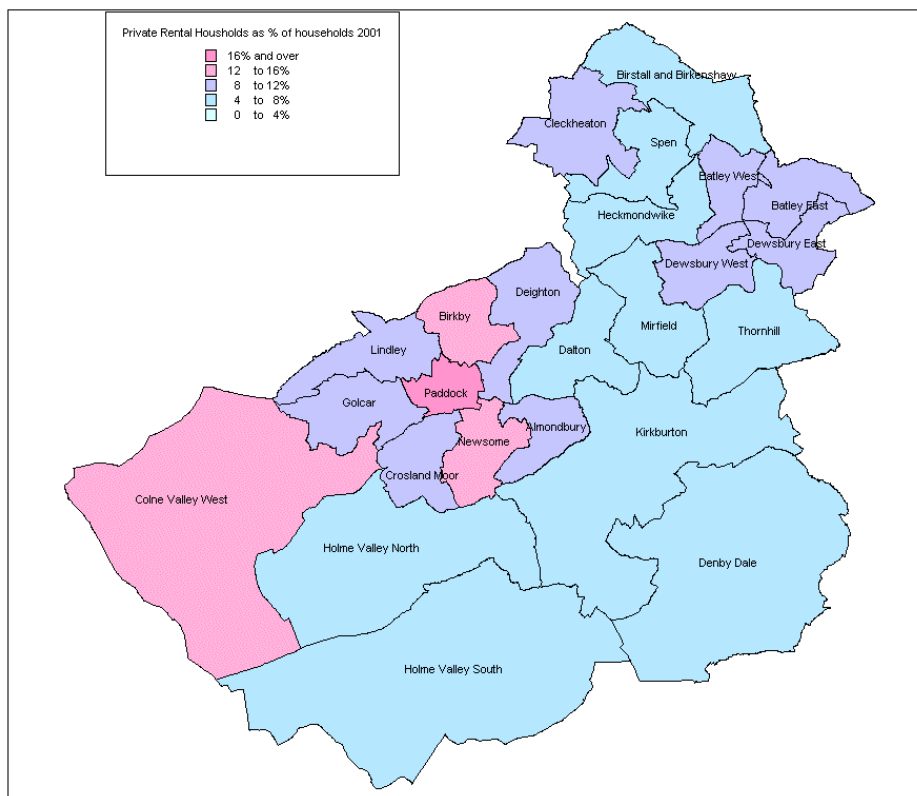 Private Rental Housholds as % of households 2001
16% and over
12 to 16%
8 to 12%
4 to 8%
0 to 4%
Birstall and Birkenshaw
Cleckheaton
Spen
Batley West
Batley East
Heckmondwike
Dewsbury East
Dewsbury West
Deighton
Birkby
Mirfield
Thornhill
Lindley
Dalton
Paddock
Golcar
Almondbury
Kirkburton
Newsome
Crosland Moor
Colne Valley West
Holme Valley North
Denby Dale
Holme Valley South